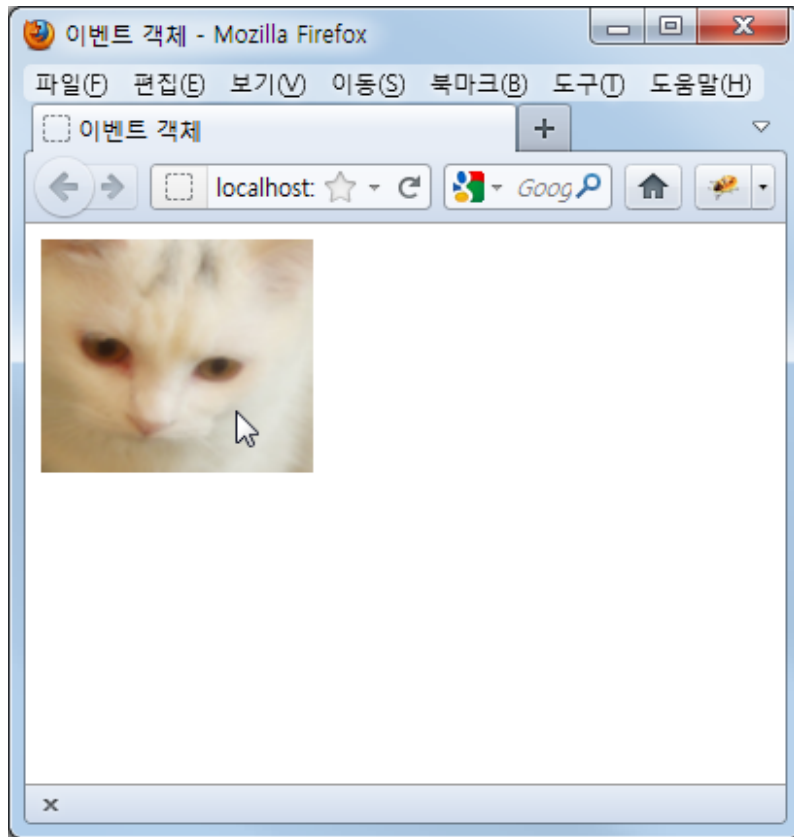 이벤트 객체 - Mozilla Firefox
파일(F) 편집(E) 보기(V) 이동(S) 북마크(B) 도구(T) 도움말(H)
이벤트 객체
localhost: Goog